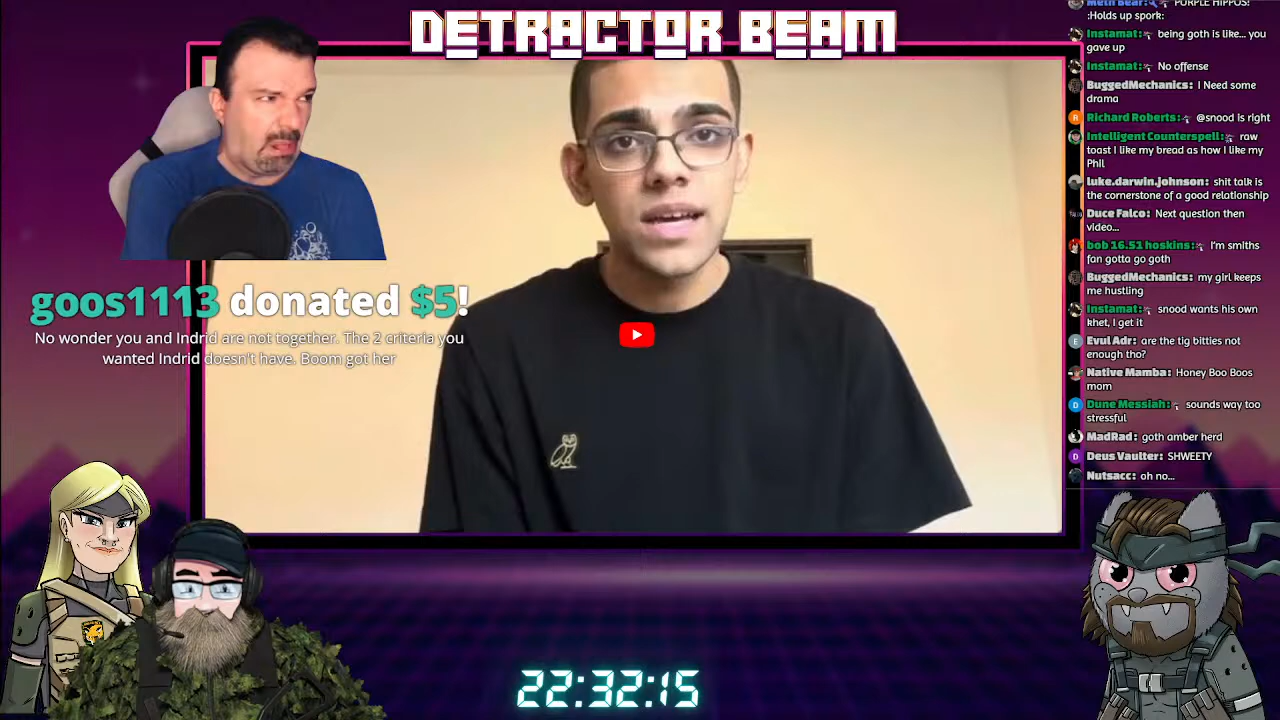 DETRACTOR BEAM
goos1113 donated $5!
No wonder you and Indrid are not together. The 2 criteria you
wanted Indrid doesn't have. Boom got her
PURPLE HIPPOS!
:Holds up spork:
Instamat: being goth is like... you
gave up
Instamat: No offense
BuggedMechanics: I Need some
drama
R Richard Roberts: @snood is right
Intelligent Counterspell: raw
toast I like my bread as how I like my
Phil
luke.darwin.johnson: shit talk is
the cornerstone of a good relationship
Duce Falco: Next question then
video...
bob 16.51 hoskins: I'm smiths
fan gotta go goth
BuggedMechanics: my girl keeps
me hustling
Instamat: snood wants his own
khet, I get it
E Evul Adr: are the tig bitties not
enough tho?
Native Mamba: Honey Boo Boos
mom
D Dune Messiah: sounds way too
stressful
MadRad: goth amber herd
D Deus Vaulter: SHWEETY
Nutsacc: oh no...
22:32:15